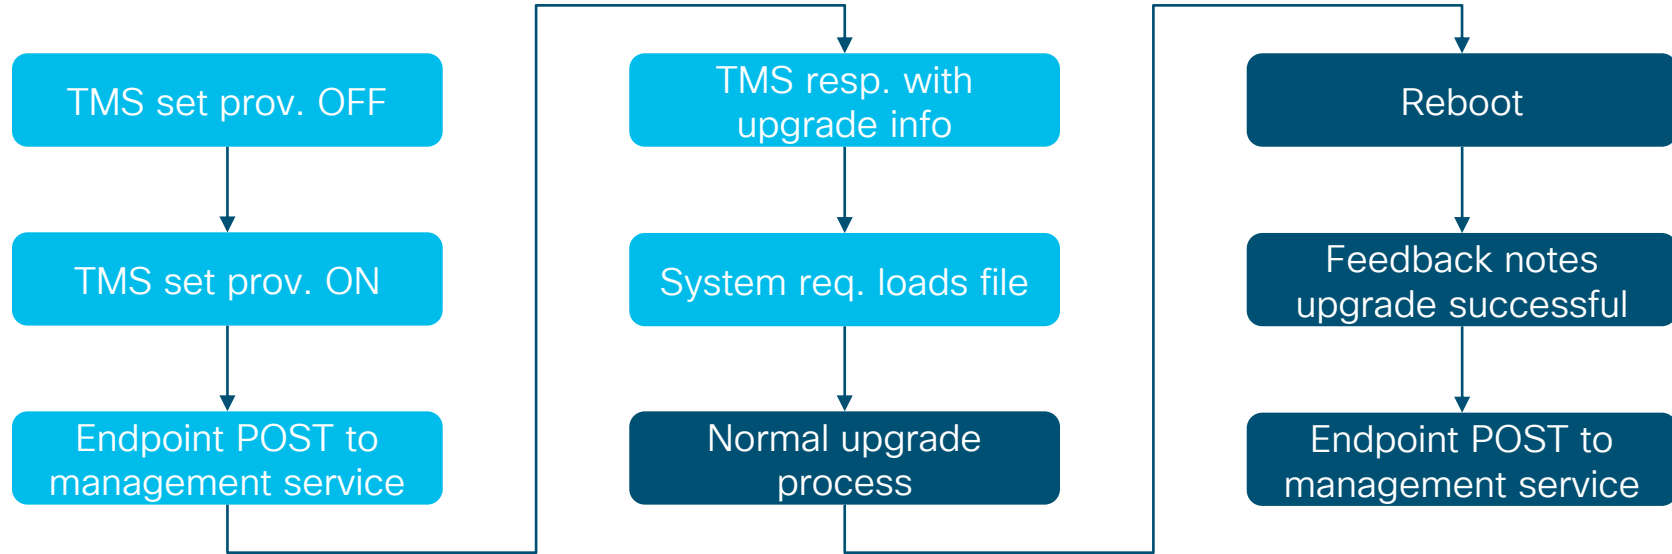 TMS set prov. OFF
TMS set prov. ON
Endpoint POST to
management service
TMS resp. with
upgrade info
System req. loads file
Normal upgrade
process
Reboot
Feedback notes
upgrade successful
Endpoint POST to
management service